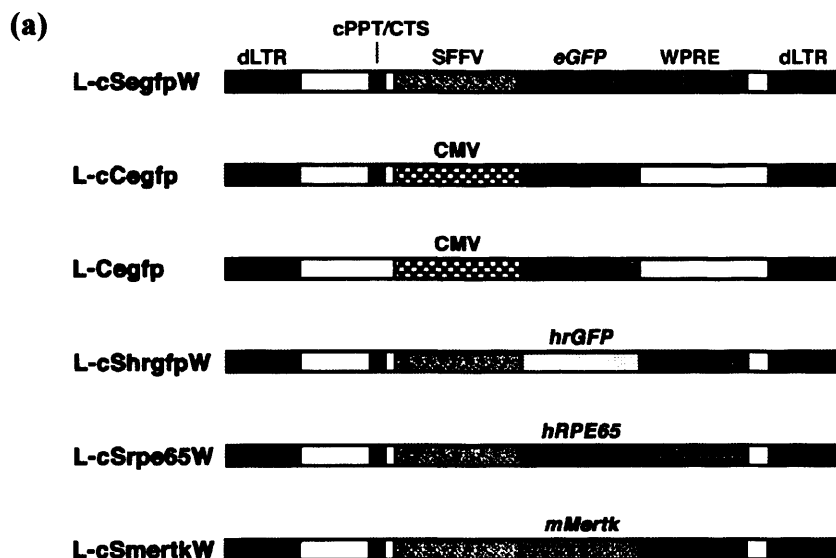 (a)
cPPT/CTS
dLTR SFFV eGFP WPRE dLTR
L-cSegfpW
CMV
L-cCegfp
CMV
L-Cegfp
hrGFP
L-cShrgfpW
hRPE65
L-cSrpe65W
mMertk
L-cSmertkW